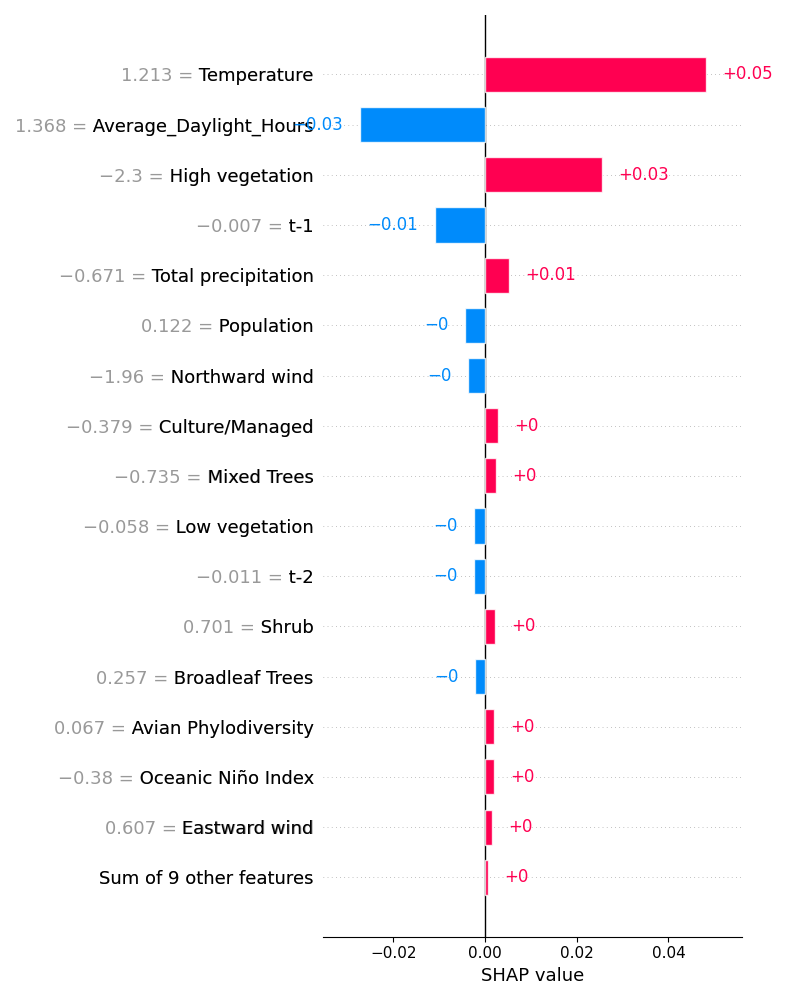 1.213 = Temperature +0.05
1.368 = Average_Daylight_Hours −0.03
−2.3 = High vegetation +0.03
−0.007 = t-1 −0.01
−0.671 = Total precipitation +0.01
0.122 = Population −0
−1.96 = Northward wind −0
−0.379 = Culture/Managed +0
−0.735 = Mixed Trees +0
−0.058 = Low vegetation −0
−0.011 = t-2 −0
0.701 = Shrub +0
0.257 = Broadleaf Trees −0
0.067 = Avian Phylodiversity +0
−0.38 = Oceanic Niño Index +0
0.607 = Eastward wind +0
Sum of 9 other features +0
−0.02 0.00 0.02 0.04
SHAP value